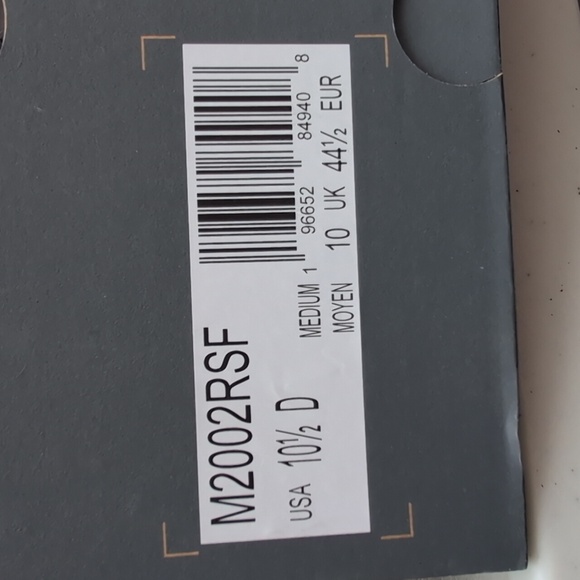 M2002RSF
USA 10½ D
MEDIUM
MOYEN
1 96652 84940 8
10 UK 44½ EUR